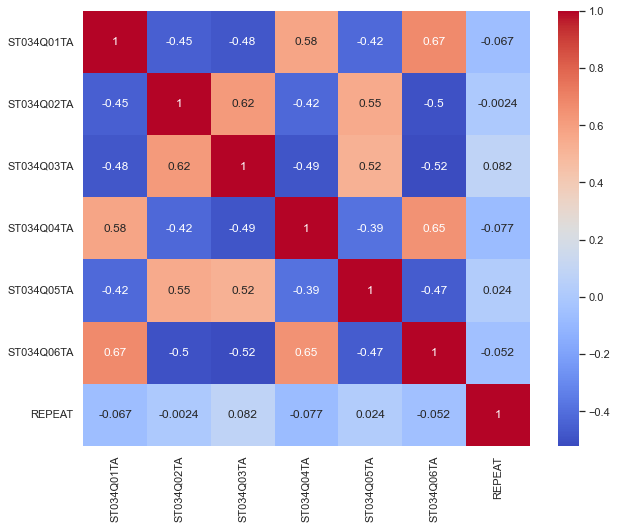 ST034Q01TA 1 -0.45 -0.48 0.58 -0.42 0.67 -0.067
ST034Q02TA -0.45 1 0.62 -0.42 0.55 -0.5 -0.0024
ST034Q03TA -0.48 0.62 1 -0.49 0.52 -0.52 0.082
ST034Q04TA 0.58 -0.42 -0.49 1 -0.39 0.65 -0.077
ST034Q05TA -0.42 0.55 0.52 -0.39 1 -0.47 0.024
ST034Q06TA 0.67 -0.5 -0.52 0.65 -0.47 1 -0.052
REPEAT -0.067 -0.0024 0.082 -0.077 0.024 -0.052 1
ST034Q01TA
ST034Q02TA
ST034Q03TA
ST034Q04TA
ST034Q05TA
ST034Q06TA
REPEAT
1.0
0.8
0.6
0.4
0.2
0.0
−0.2
−0.4